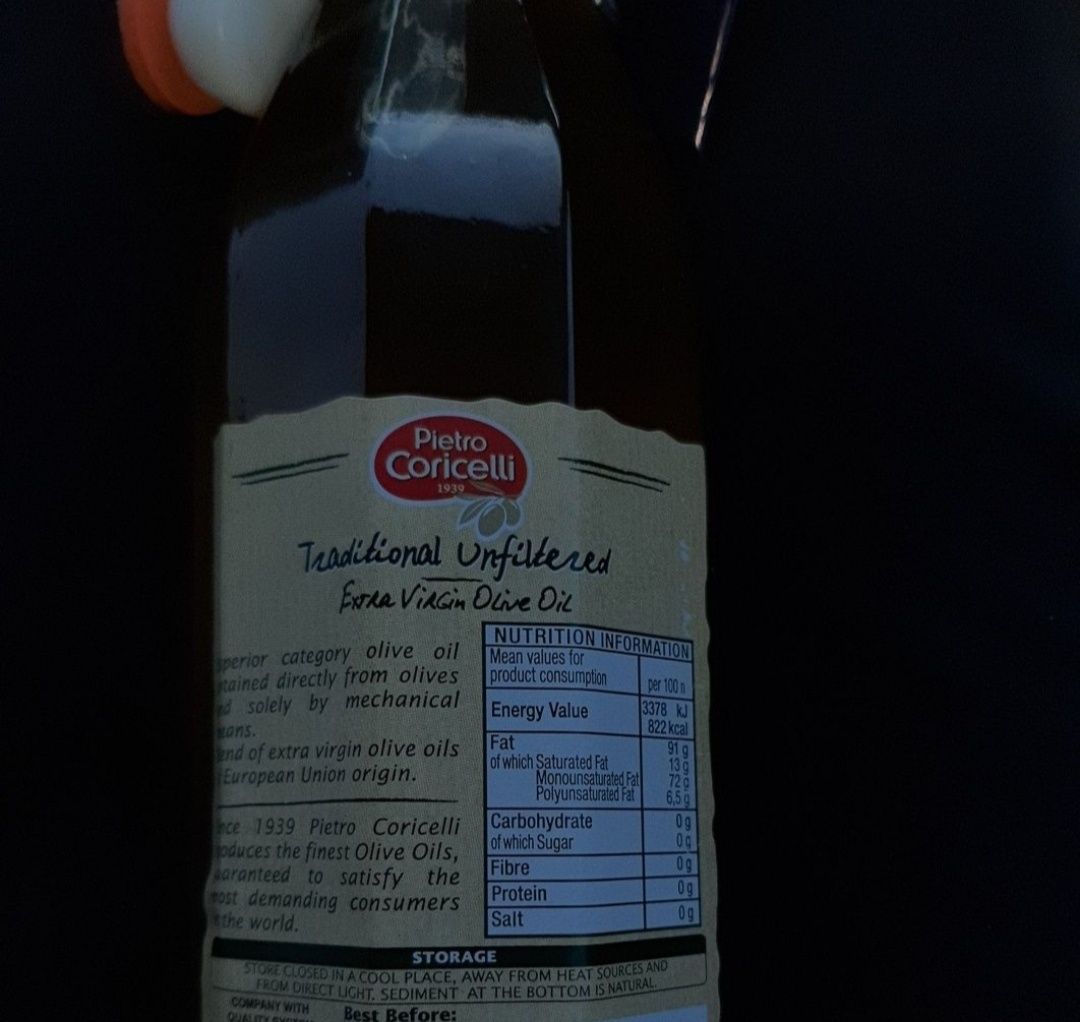 Pietro
Coricelli
1939
Traditional Unfiltered
Extra Virgin Olive Oil
category olive oil
directly from olives
solely by mechanical
of extra virgin olive oils
European Union origin.
1939 Pietro Coricelli
the finest Olive Oils,
to satisfy the
demanding consumers
the world.
NUTRITION INFORMATION
Mean values for
product consumption per 100
Energy Value 3378 kJ
822 kcal
Fat 91 g
of which Saturated Fat 13 g
Monounsaturated Fat 72 g
Polyunsaturated Fat 6,5 g
Carbohydrate 0 g
of which Sugar 0 g
Fibre 0 g
Protein 0 g
Salt 0 g
STORAGE
STORE CLOSED IN A COOL PLACE, AWAY FROM HEAT SOURCES AND
FROM DIRECT LIGHT. SEDIMENT AT THE BOTTOM IS NATURAL.
COMPANY WITH
QUALITY
Best Before: